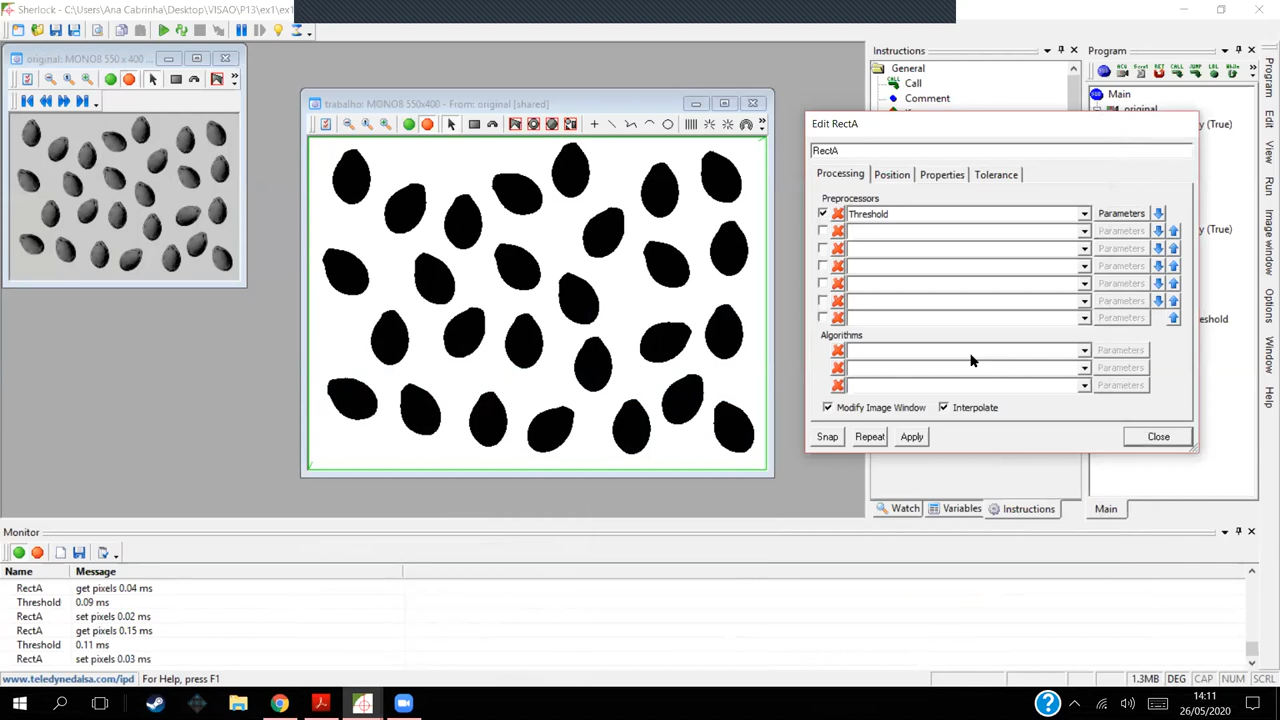 Sherlock - C:\Users\Ana Cabrinha\Desktop\VISAO\P13\ex1\ex1
original: MONO8 550 x 400 ...
trabalho: MONO8 550x400 - From: original [shared]
Instructions
General
Call
Comment
Program
Main
original
y (True)
y (True)
eshold
Main
Program
Edit
Run
Image window
Options
Window
Help
Edit RectA
RectA
Processing
Position
Properties
Tolerance
Preprocessors
Threshold
Parameters
Parameters
Parameters
Parameters
Parameters
Parameters
Parameters
Algorithms
Parameters
Parameters
Parameters
Modify Image Window
Interpolate
Snap
Repeat
Apply
Close
Watch
Variables
Instructions
Monitor
Name Message
RectA get pixels 0.04 ms
Threshold 0.09 ms
RectA set pixels 0.02 ms
RectA get pixels 0.15 ms
Threshold 0.11 ms
RectA set pixels 0.03 ms
www.teledynedalsa.com/ipd For Help, press F1
1.3MB DEG CAP NUM SCRL
14:11
26/05/2020